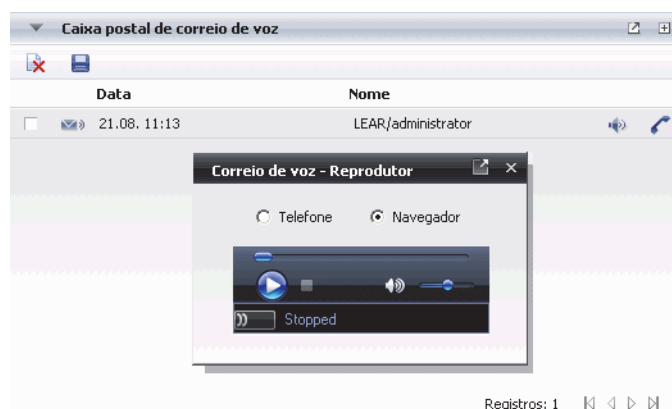 Caixa postal de correio de voz
Data Nome
21.08. 11:13 LEAR/administrator
Correio de voz - Reprodutor
Telefone Navegador
Stopped
Registros: 1